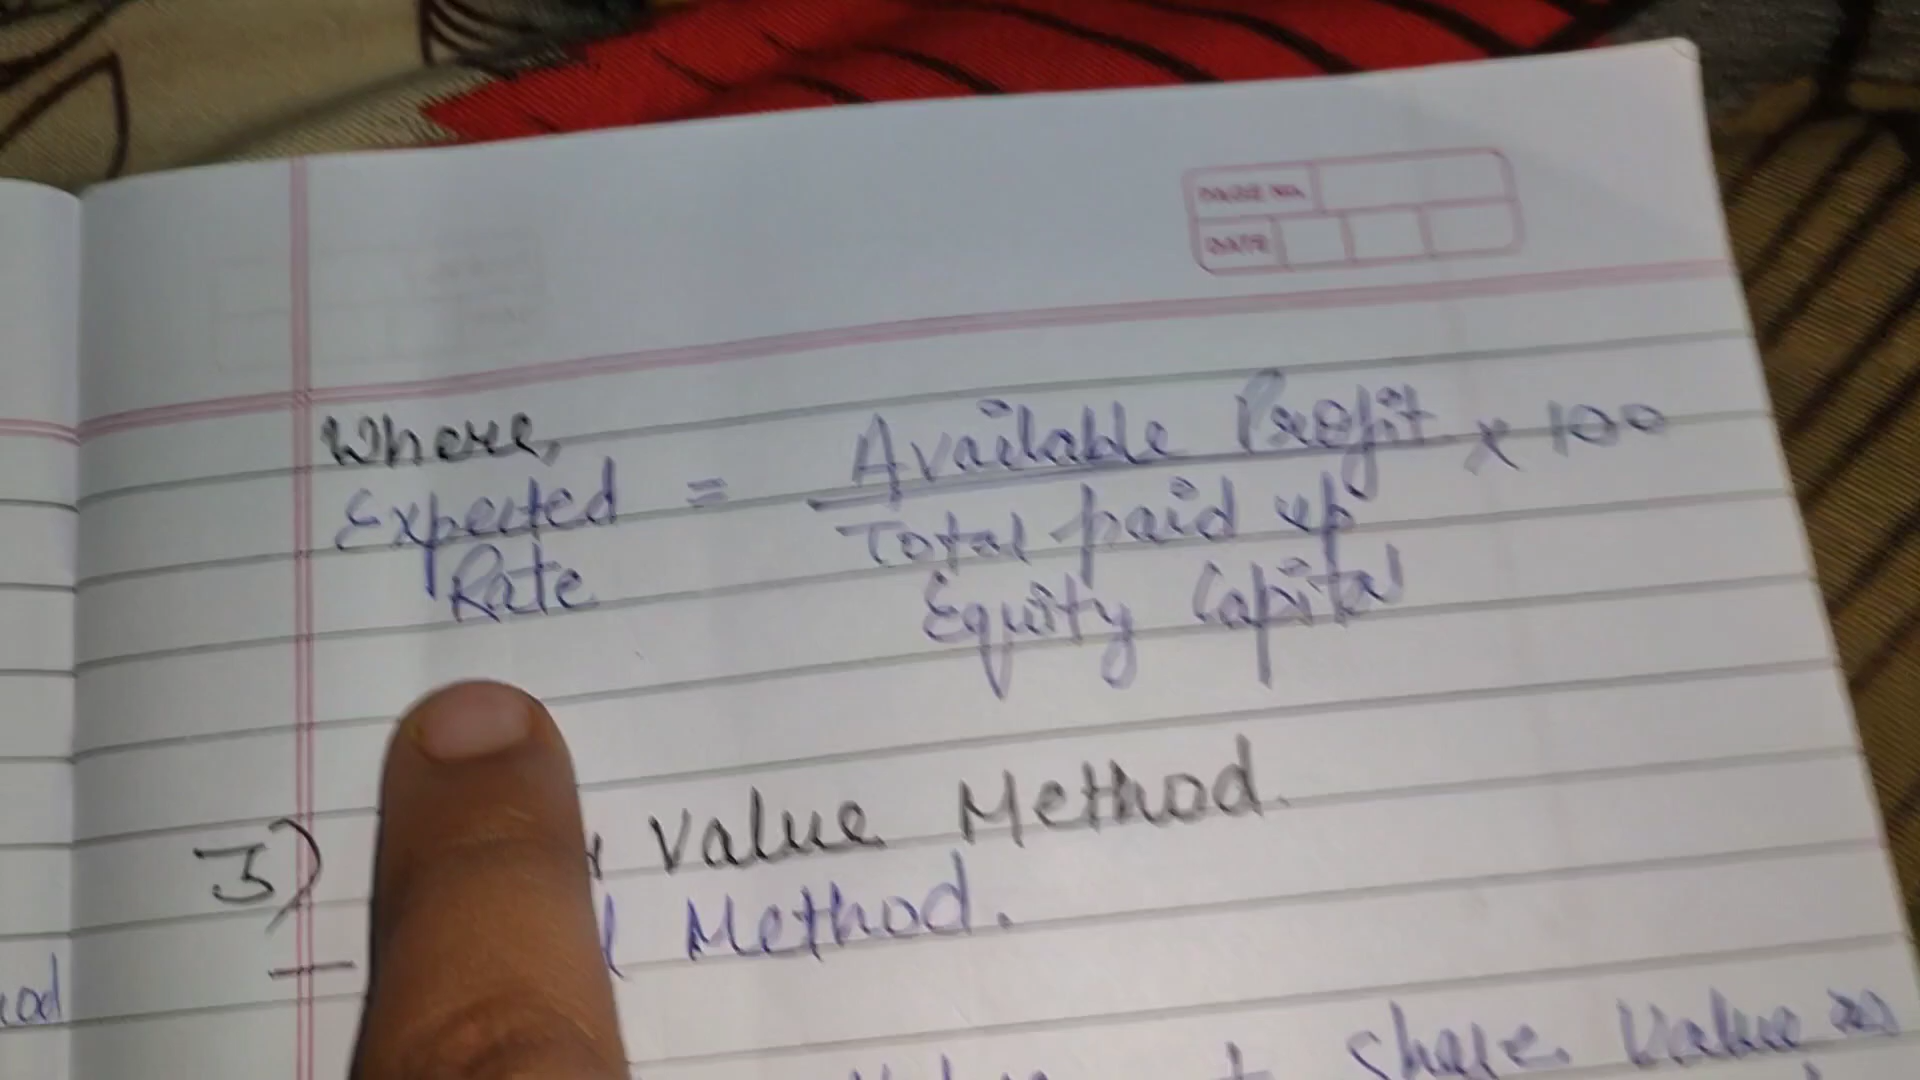 PAGE NO.
DATE
Where,
Expected = Available Profit × 100
Rate
Total paid up
Equity Capital
3) Value Method.
Method.
share Value